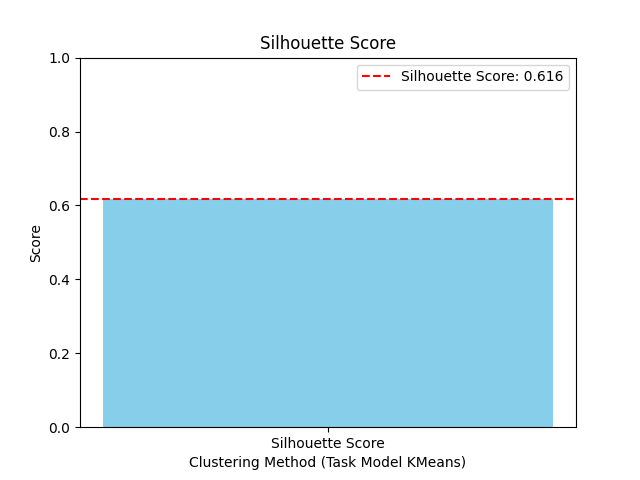 Silhouette Score
1.0
Silhouette Score: 0.616
0.8
0.6
Score
0.4
0.2
0.0
Silhouette Score
Clustering Method (Task Model KMeans)